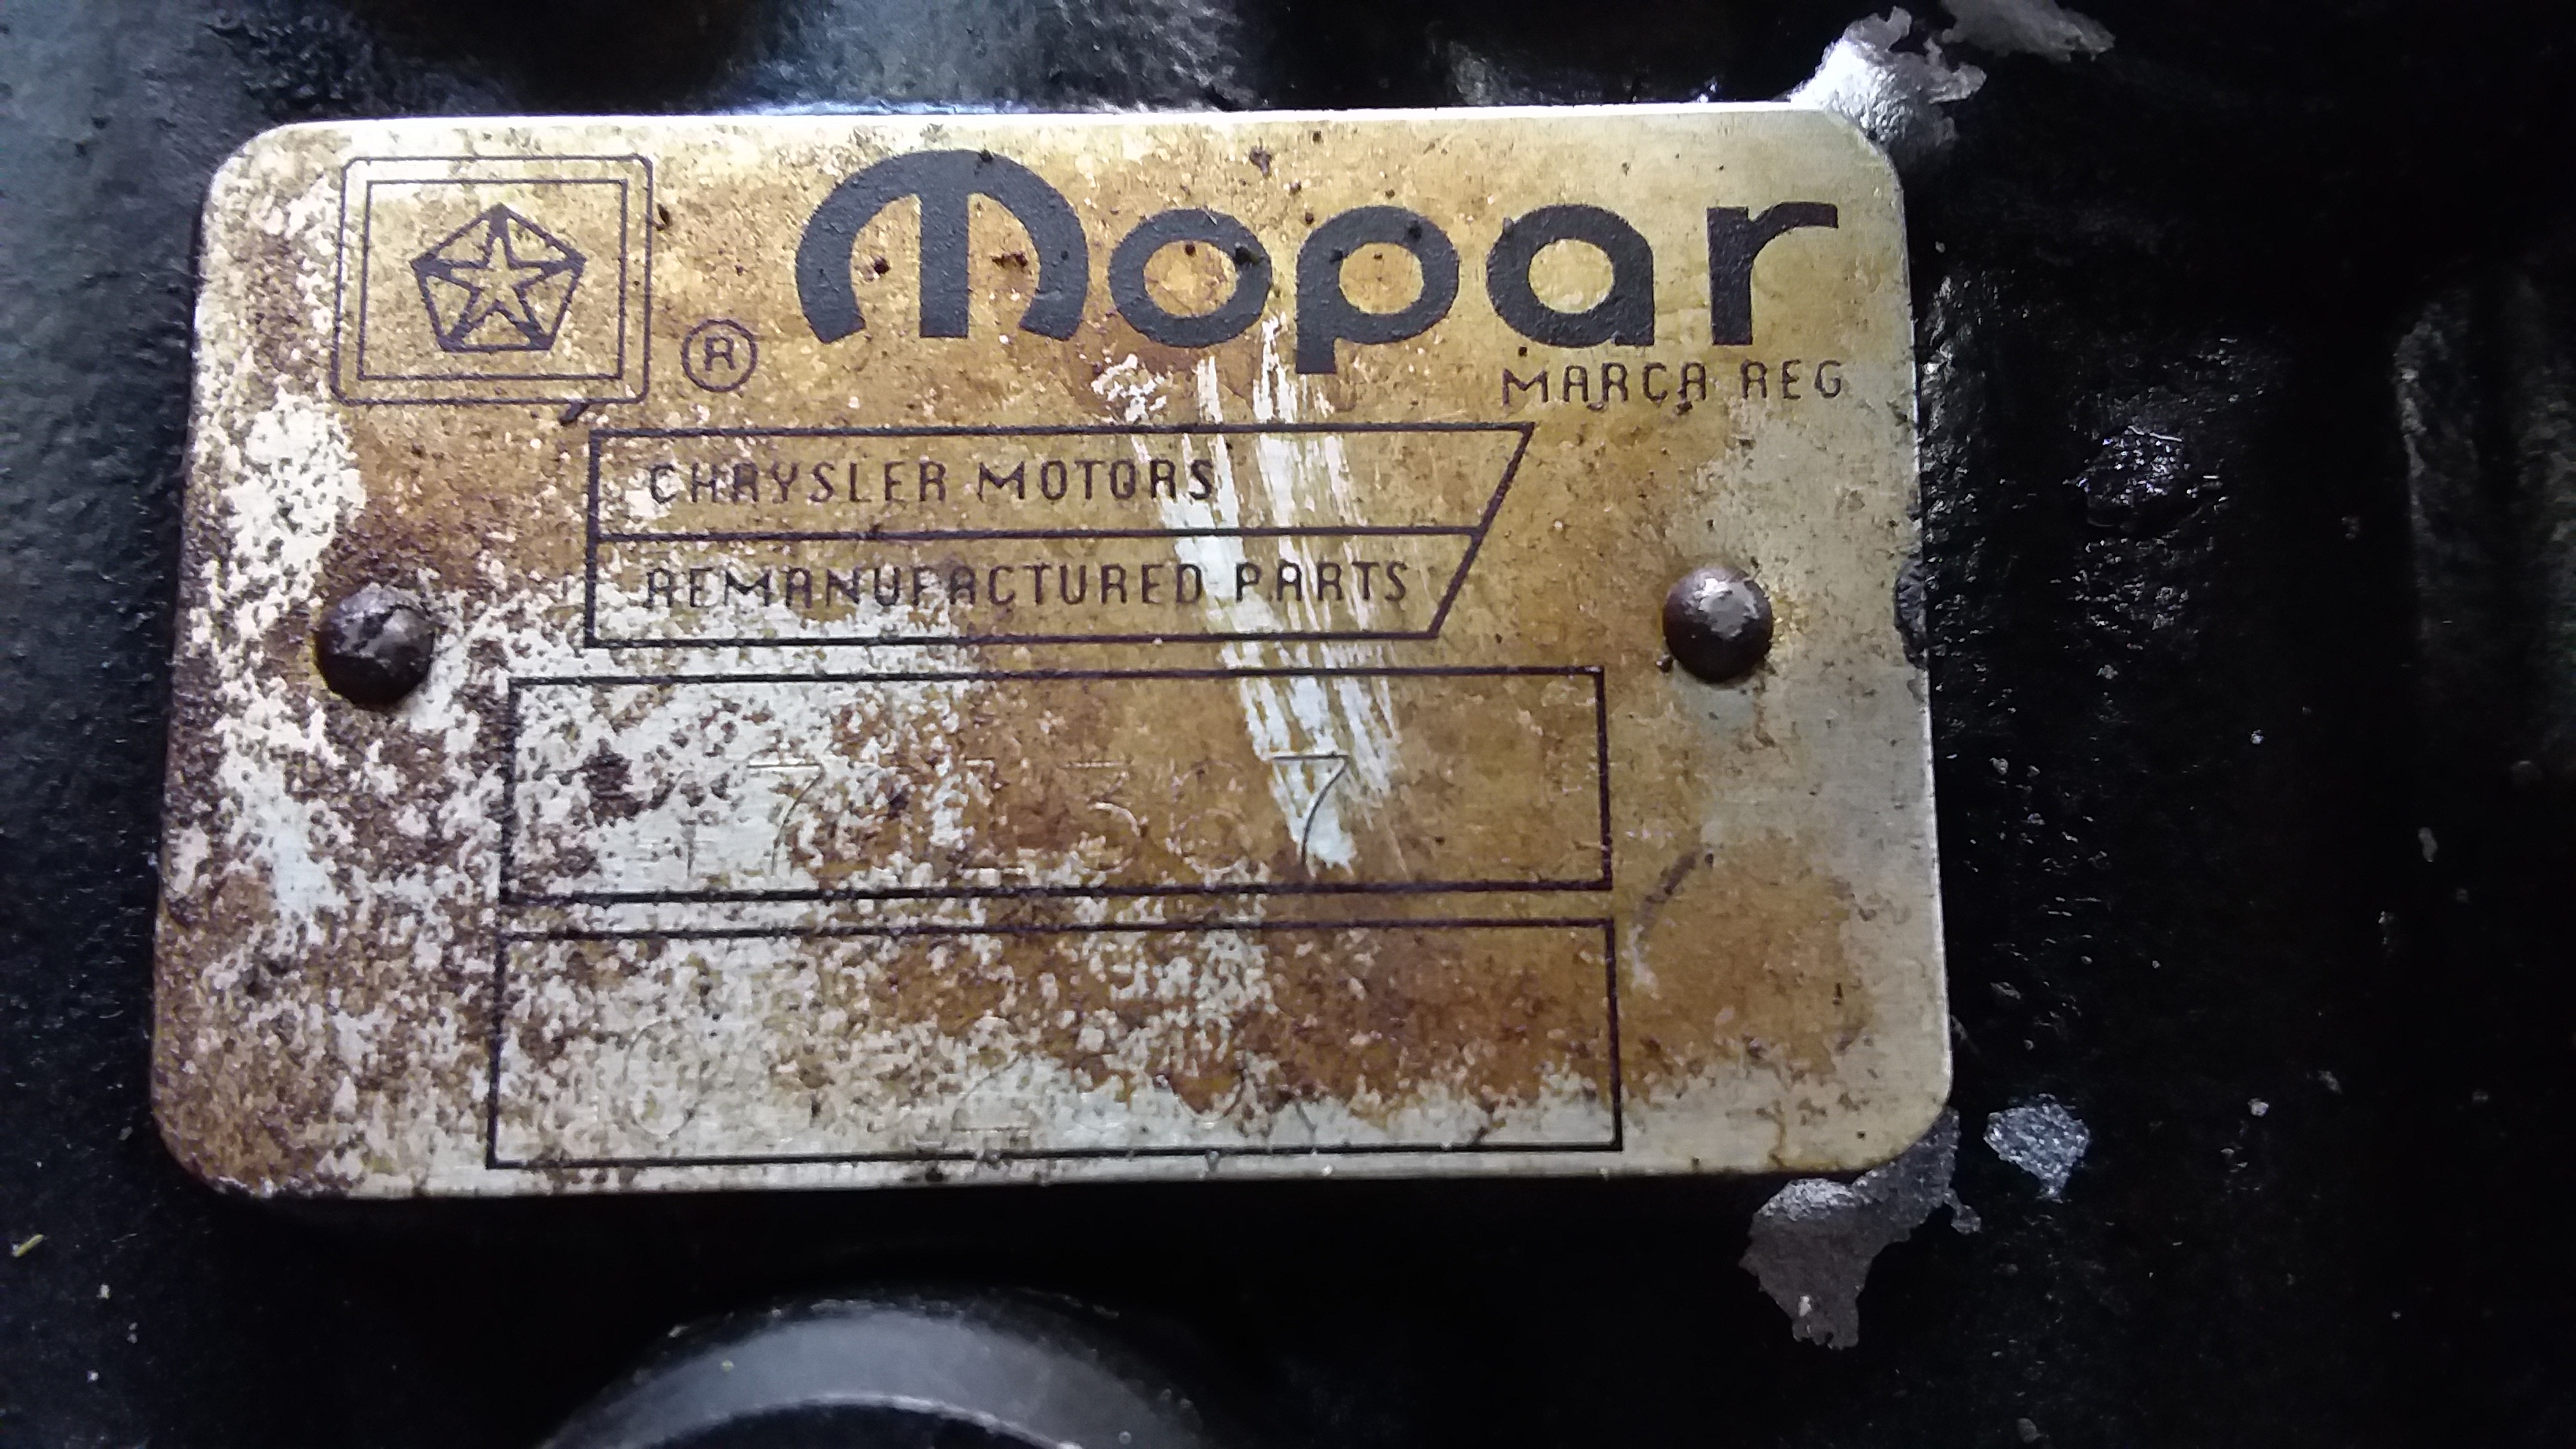 Mopar
®
MARCA REG
CHRYSLER MOTORS
REMANUFACTURED PARTS